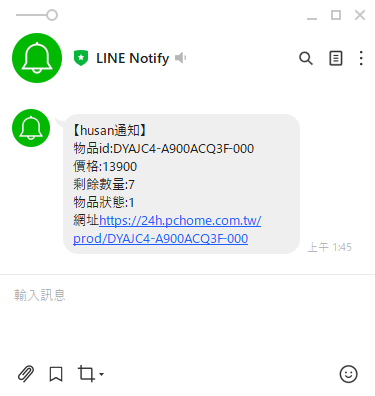 LINE Notify
【husan通知】
物品id:DYAJC4-A900ACQ3F-000
價格:13900
剩餘數量:7
物品狀態:1
網址https://24h.pchome.com.tw/
prod/DYAJC4-A900ACQ3F-000
上午 1:45
輸入訊息